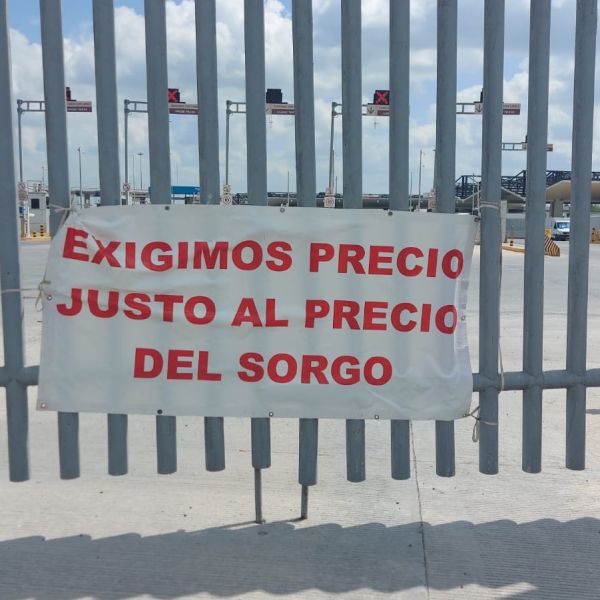 EXIGIMOS PRECIO
JUSTO AL PRECIO
DEL SORGO